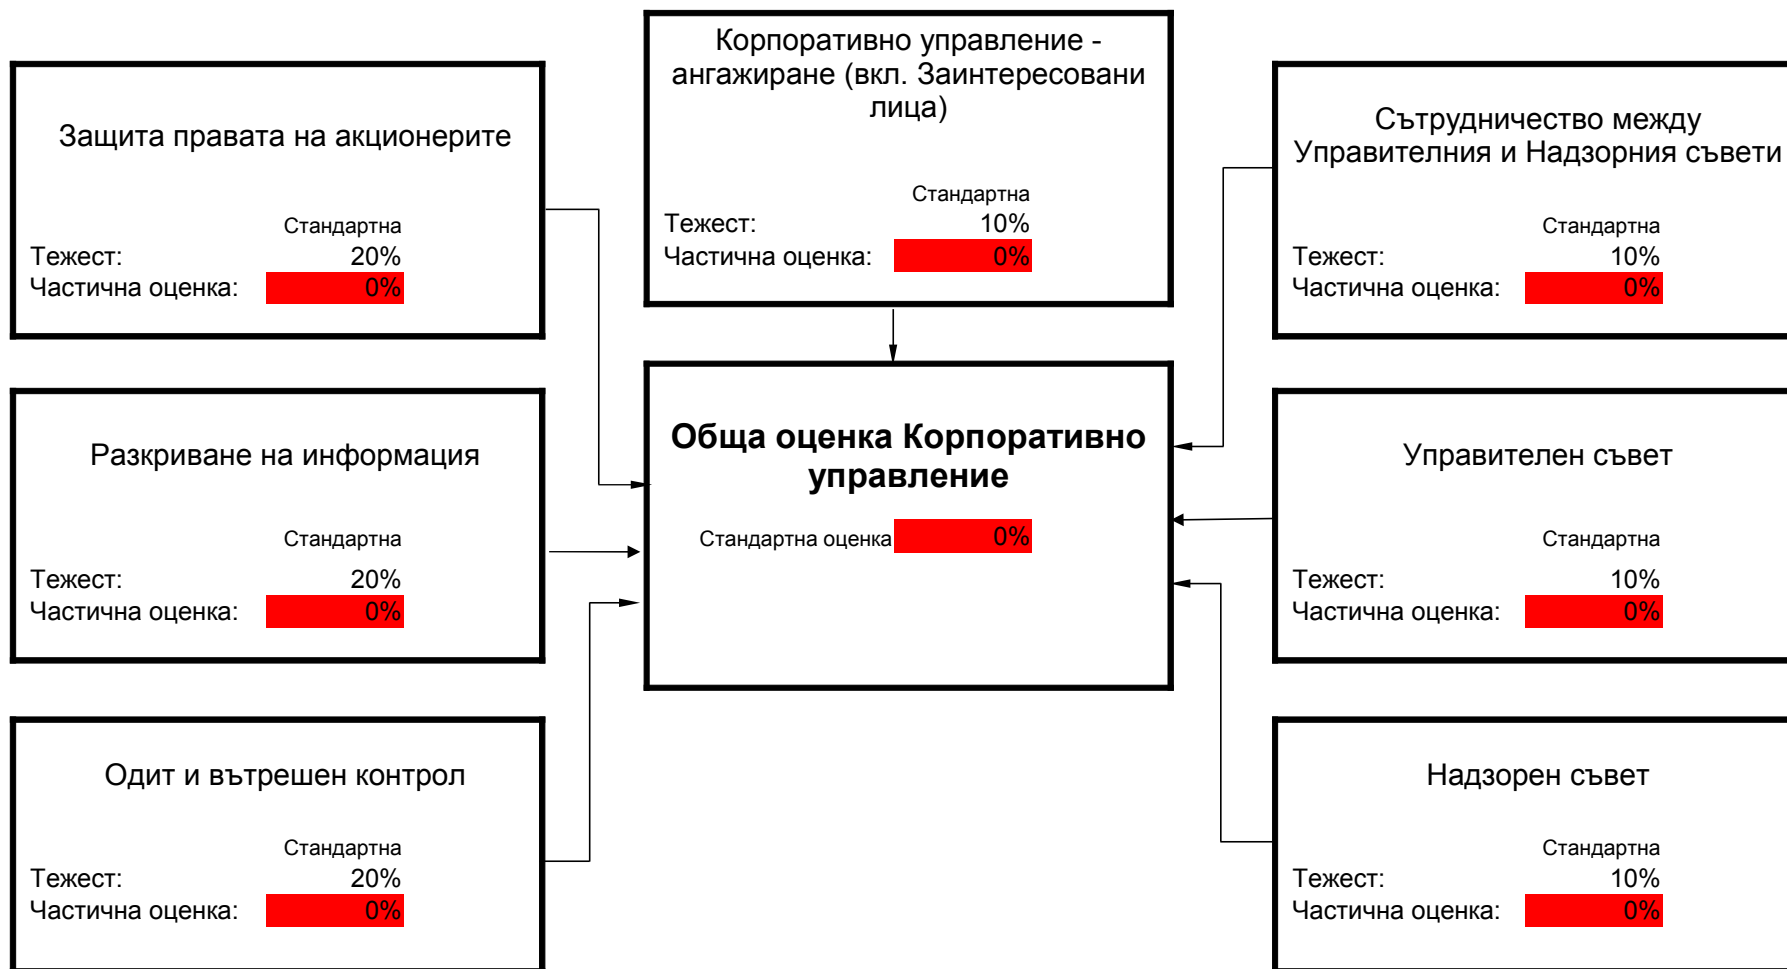 Корпоративно управление -
ангажиране (вкл. Заинтересовани
лица)
Стандартна
Тежест: 10%
Частична оценка: 0%
Защита правата на акционерите
Стандартна
Тежест: 20%
Частична оценка: 0%
Сътрудничество между
Управителния и Надзорния съвети
Стандартна
Тежест: 10%
Частична оценка: 0%
Разкриване на информация
Стандартна
Тежест: 20%
Частична оценка: 0%
Обща оценка Корпоративно
управление
Стандартна оценка 0%
Управителен съвет
Стандартна
Тежест: 10%
Частична оценка: 0%
Одит и вътрешен контрол
Стандартна
Тежест: 20%
Частична оценка: 0%
Надзорен съвет
Стандартна
Тежест: 10%
Частична оценка: 0%